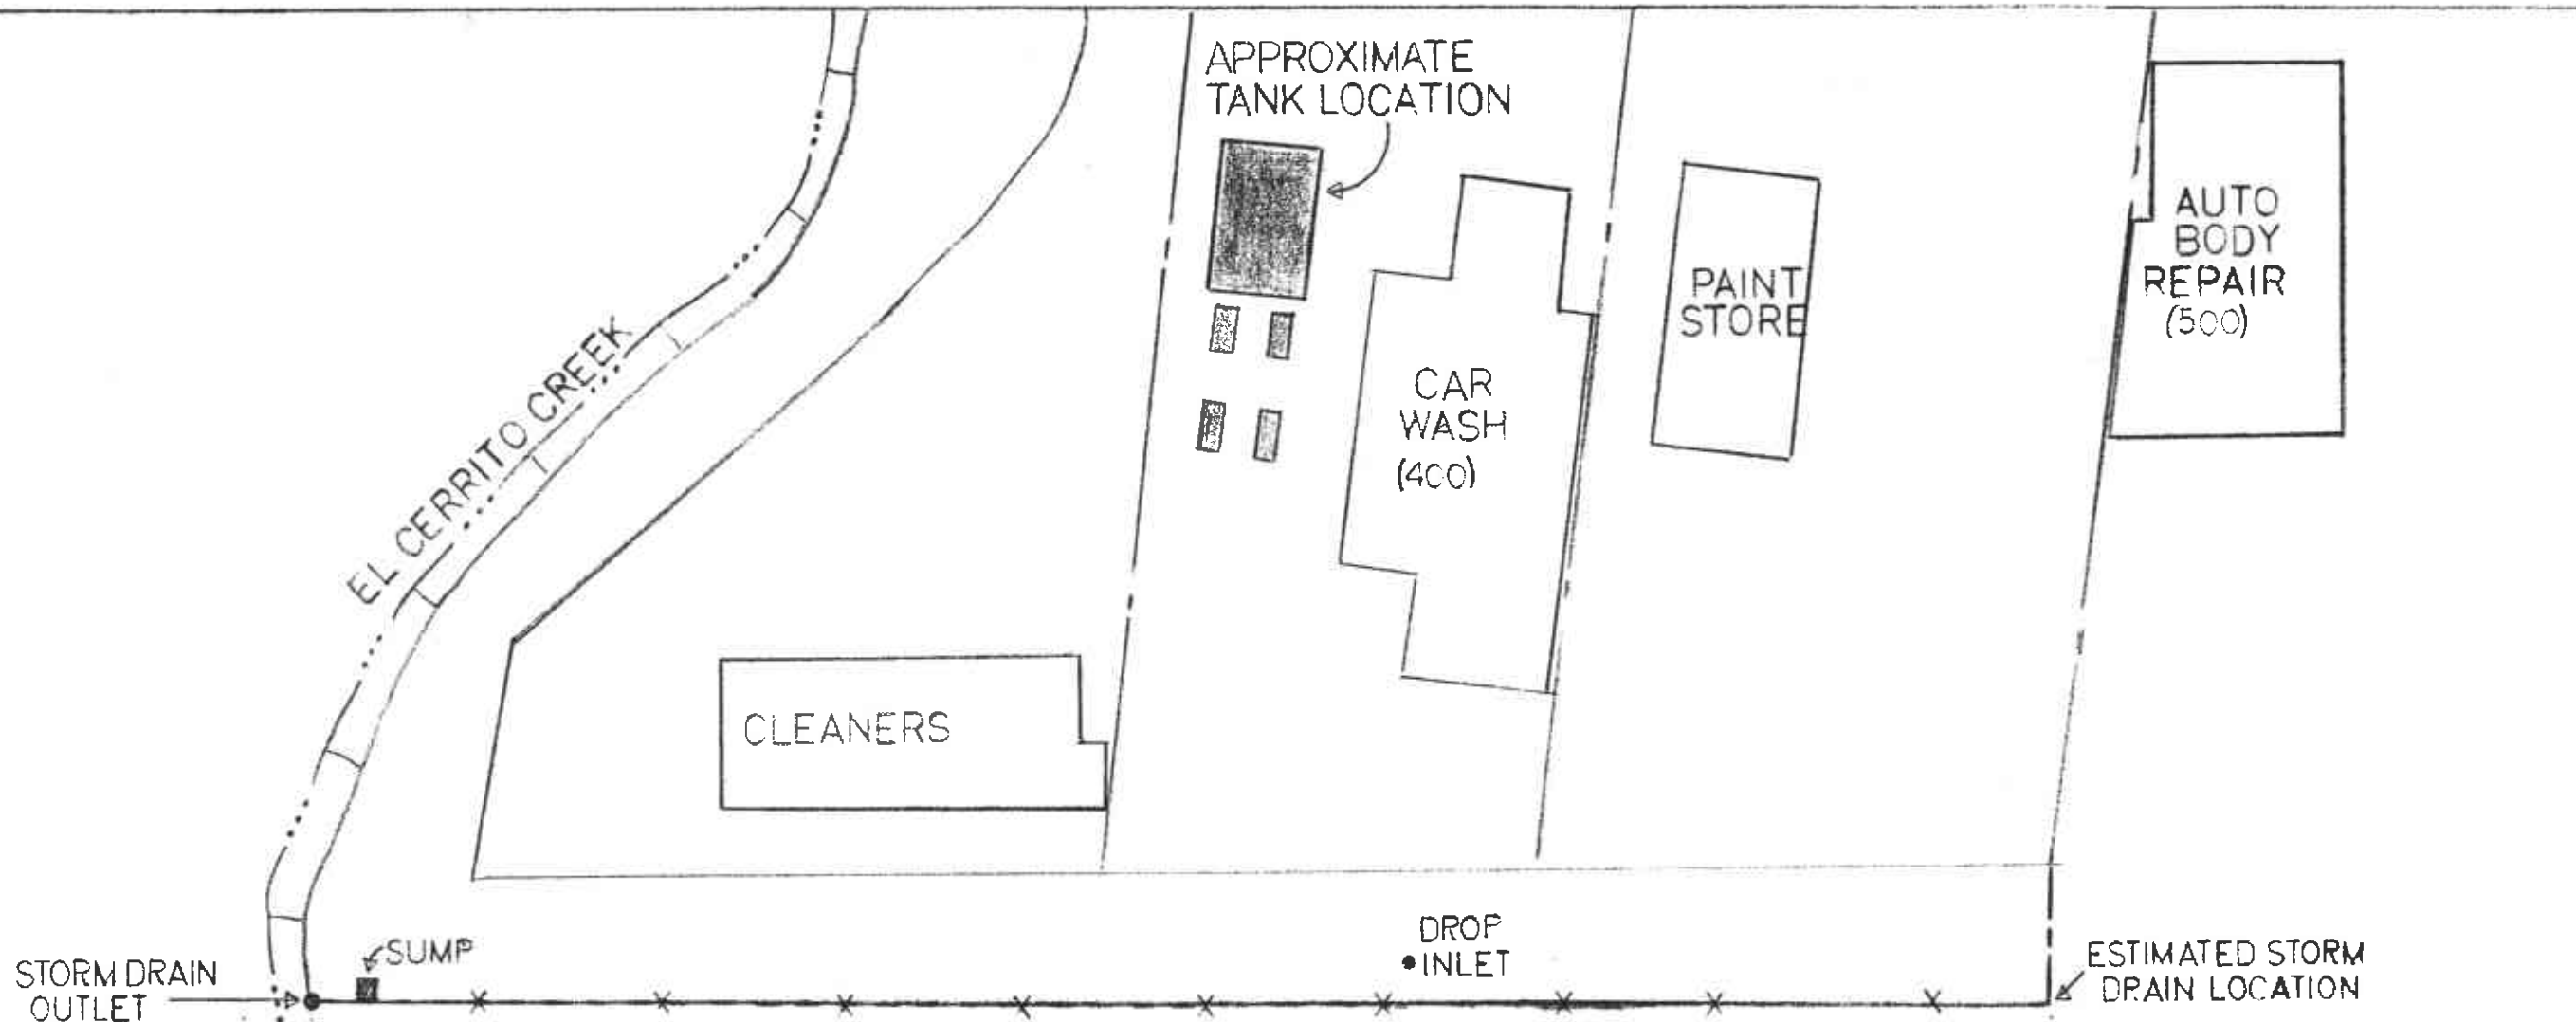 APPROXIMATE
TANK LOCATION
AUTO
BODY
REPAIR
(500)
PAINT
STORE
EL CERRITO CREEK
CAR
WASH
(400)
CLEANERS
DROP
INLET
SUMP
STORM DRAIN
OUTLET
ESTIMATED STORM
DRAIN LOCATION